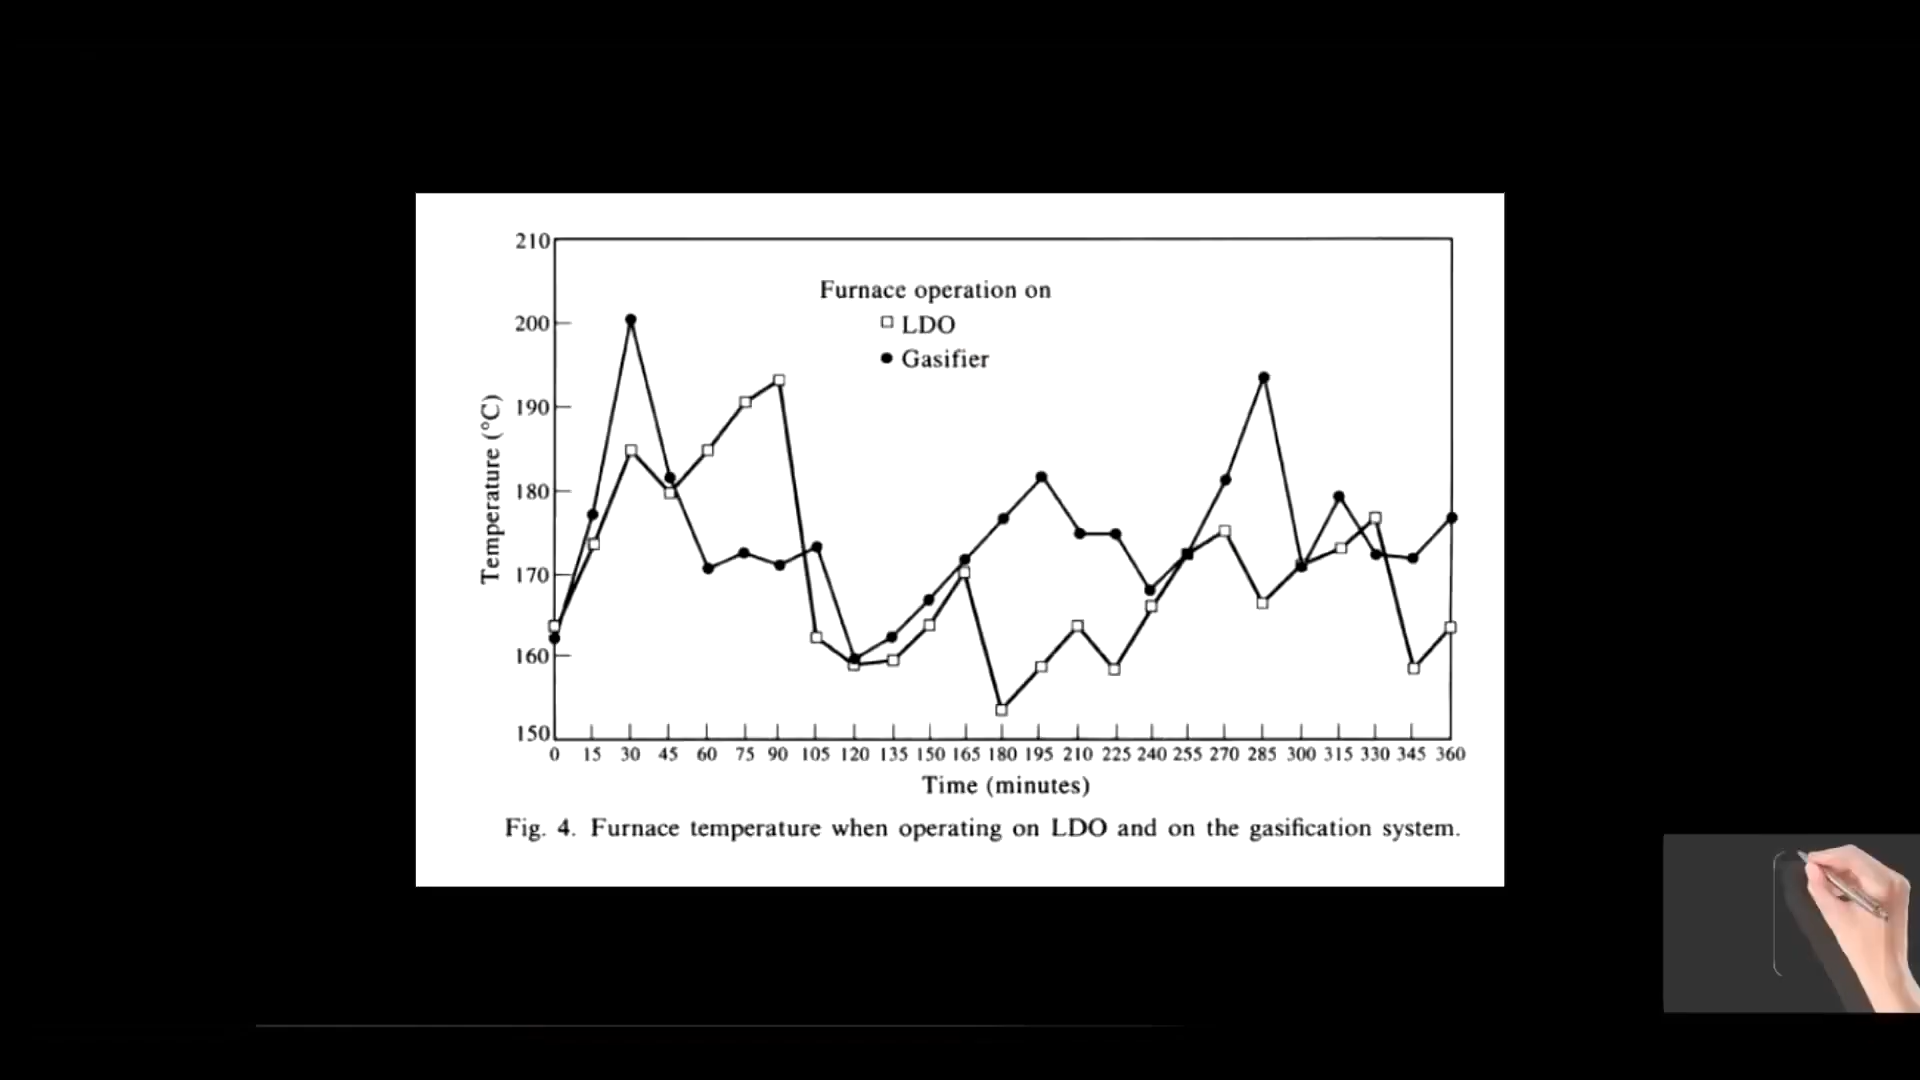 210
Furnace operation on
200
LDO
Gasifier
190
Temperature (°C)
180
170
160
150
0 15 30 45 60 75 90 105 120 135 150 165 180 195 210 225 240 255 270 285 300 315 330 345 360
Time (minutes)
Fig. 4. Furnace temperature when operating on LDO and on the gasification system.